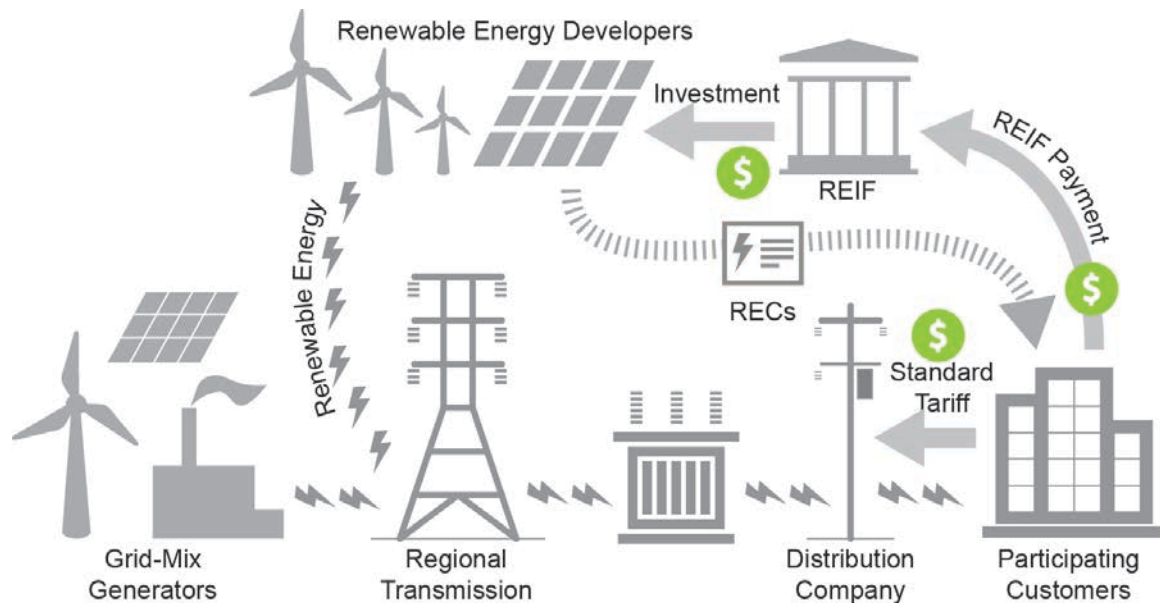 Renewable Energy Developers
Investment
$
REIF
REIF Payment
$
Renewable Energy
RECs
$
Standard
Tariff
Grid-Mix
Generators
Regional
Transmission
Distribution
Company
Participating
Customers